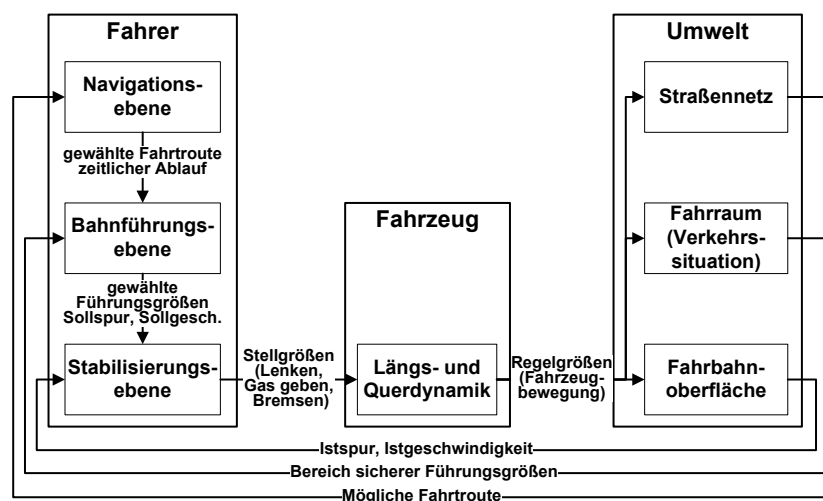 Fahrer
Navigations-
ebene
gewählte Fahrtroute
zeitlicher Ablauf
Bahnführungs-
ebene
gewählte
Führungsgrößen
Sollspur, Sollgesch.
Stabilisierungs-
ebene
Stellgrößen
(Lenken,
Gas geben,
Bremsen)
Fahrzeug
Längs- und
Querdynamik
Regelgrößen
(Fahrzeug-
bewegung)
Umwelt
Straßennetz
Fahrraum
(Verkehrs-
situation)
Fahrbahn-
oberfläche
Istspur, Istgeschwindigkeit
Bereich sicherer Führungsgrößen
Mögliche Fahrtroute